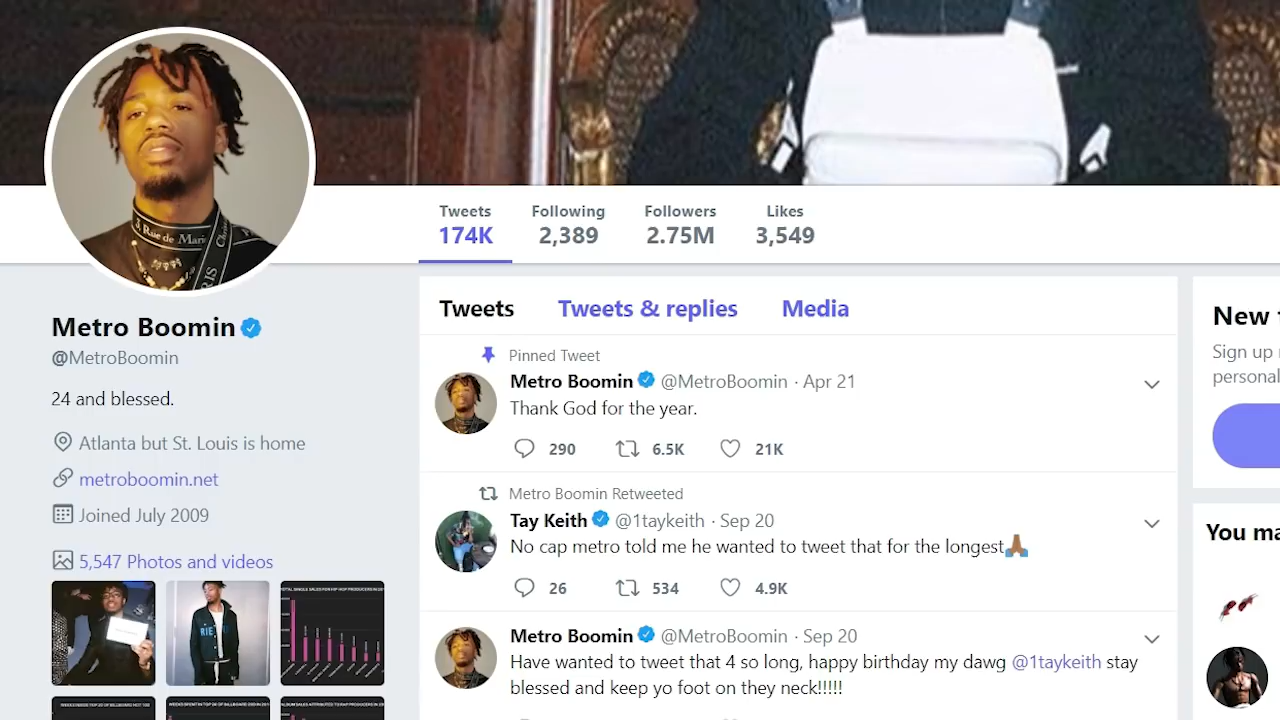 Tweets
174K
Following
2,389
Followers
2.75M
Likes
3,549
Rue de Mari
RIS
Tweets Tweets & replies Media
New
Sign up
personal
Metro Boomin
@MetroBoomin
24 and blessed.
Atlanta but St. Louis is home
metroboomin.net
Joined July 2009
5,547 Photos and videos
Pinned Tweet
Metro Boomin @MetroBoomin · Apr 21
Thank God for the year.
290 6.5K 21K
Metro Boomin Retweeted
Tay Keith @1taykeith · Sep 20
No cap metro told me he wanted to tweet that for the longest🙏🏾
26 534 4.9K
Metro Boomin @MetroBoomin · Sep 20
Have wanted to tweet that 4 so long, happy birthday my dawg @1taykeith stay
blessed and keep yo foot on they neck!!!!
You ma